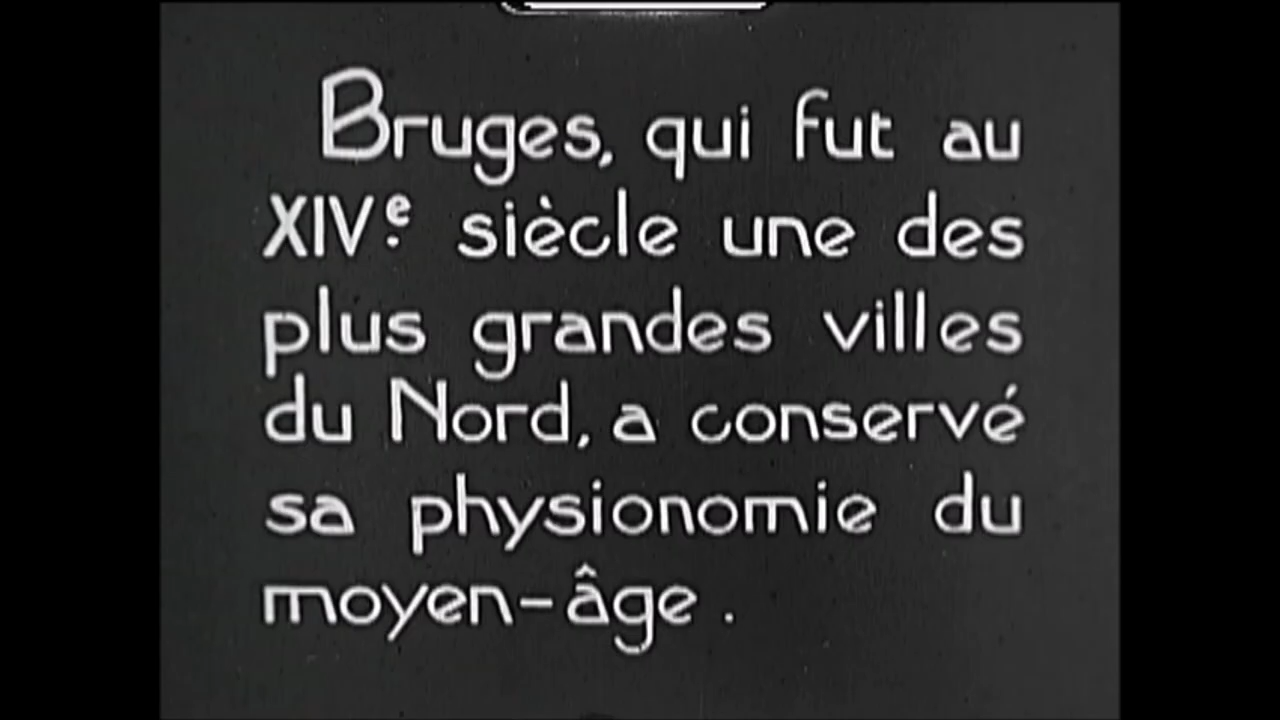 Bruges, qui fut au
XIVe siècle une des
plus grandes villes
du Nord, a conservé
sa physionomie du
moyen-âge .